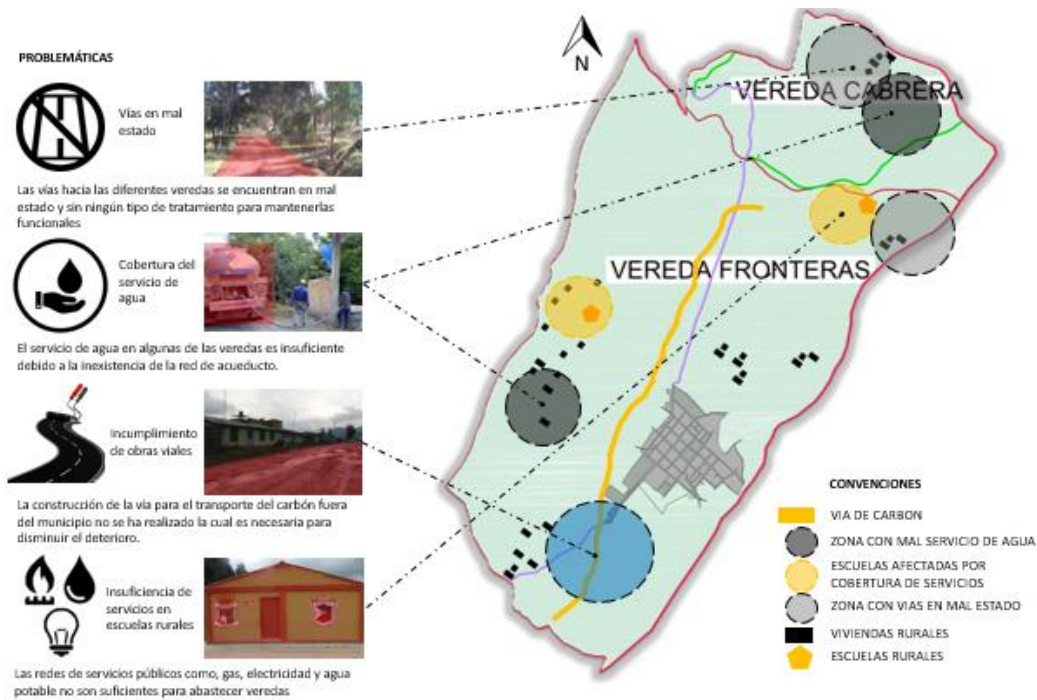 PROBLEMÁTICAS
Vías en mal
estado
Las vías hacia las diferentes veredas se encuentran en mal
estado y sin ningún tipo de tratamiento para mantenerlas
funcionales
Cobertura del
servicio de
agua
El servicio de agua en algunas de las veredas es insuficiente
debido a la inexistencia de la red de acueducto.
Incumplimiento
de obras viales
La construcción de la vía para el transporte del carbón fuera
del municipio no se ha realizado la cual es necesaria para
disminuir el deterioro.
Insuficiencia de
servicios en
escuelas rurales
Las redes de servicios públicos como, gas, electricidad y agua
potable no son suficientes para abastecer veredas
N
VEREDA CABRERA
VEREDA FRONTERAS
CONVENCIONES
VIA DE CARBON
ZONA CON MAL SERVICIO DE AGUA
ESCUELAS AFECTADAS POR
COBERTURA DE SERVICIOS
ZONA CON VIAS EN MAL ESTADO
VIVIENDAS RURALES
ESCUELAS RURALES